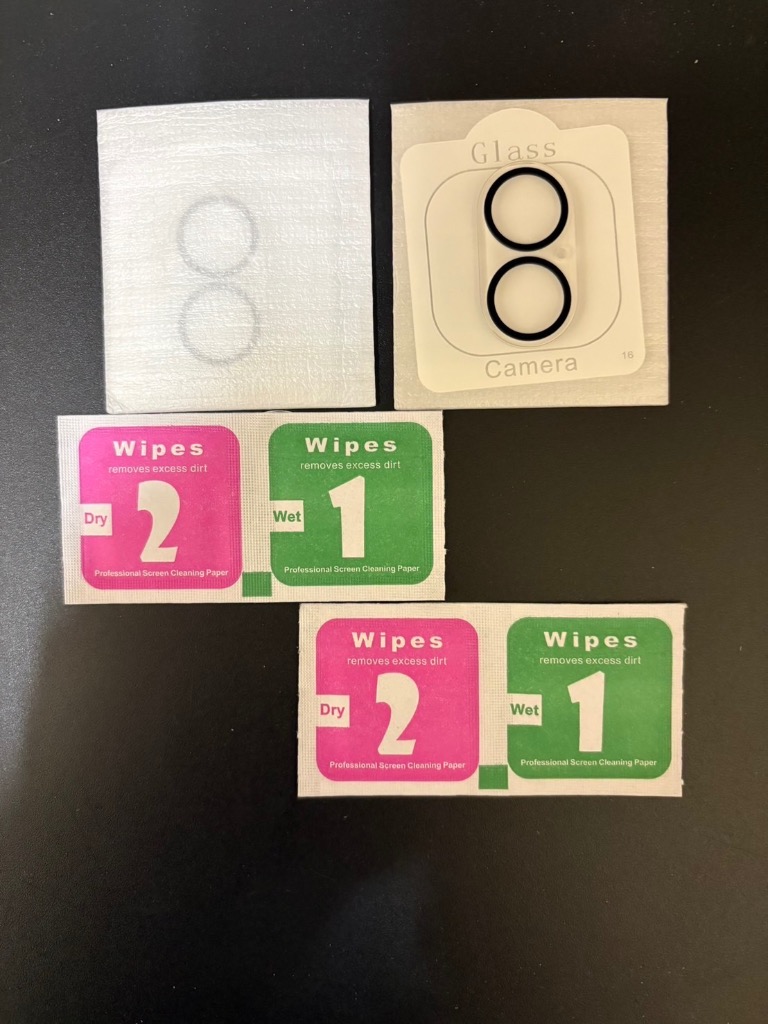 Glass
Camera
16
Wipes
removes excess dirt
Dry
2
Professional Screen Cleaning Paper
Wipes
removes excess dirt
Wet
1
Professional Screen Cleaning Paper
Wipes
removes excess dirt
Dry
2
Professional Screen Cleaning Paper
Wipes
removes excess dirt
Wet
1
Professional Screen Cleaning Paper